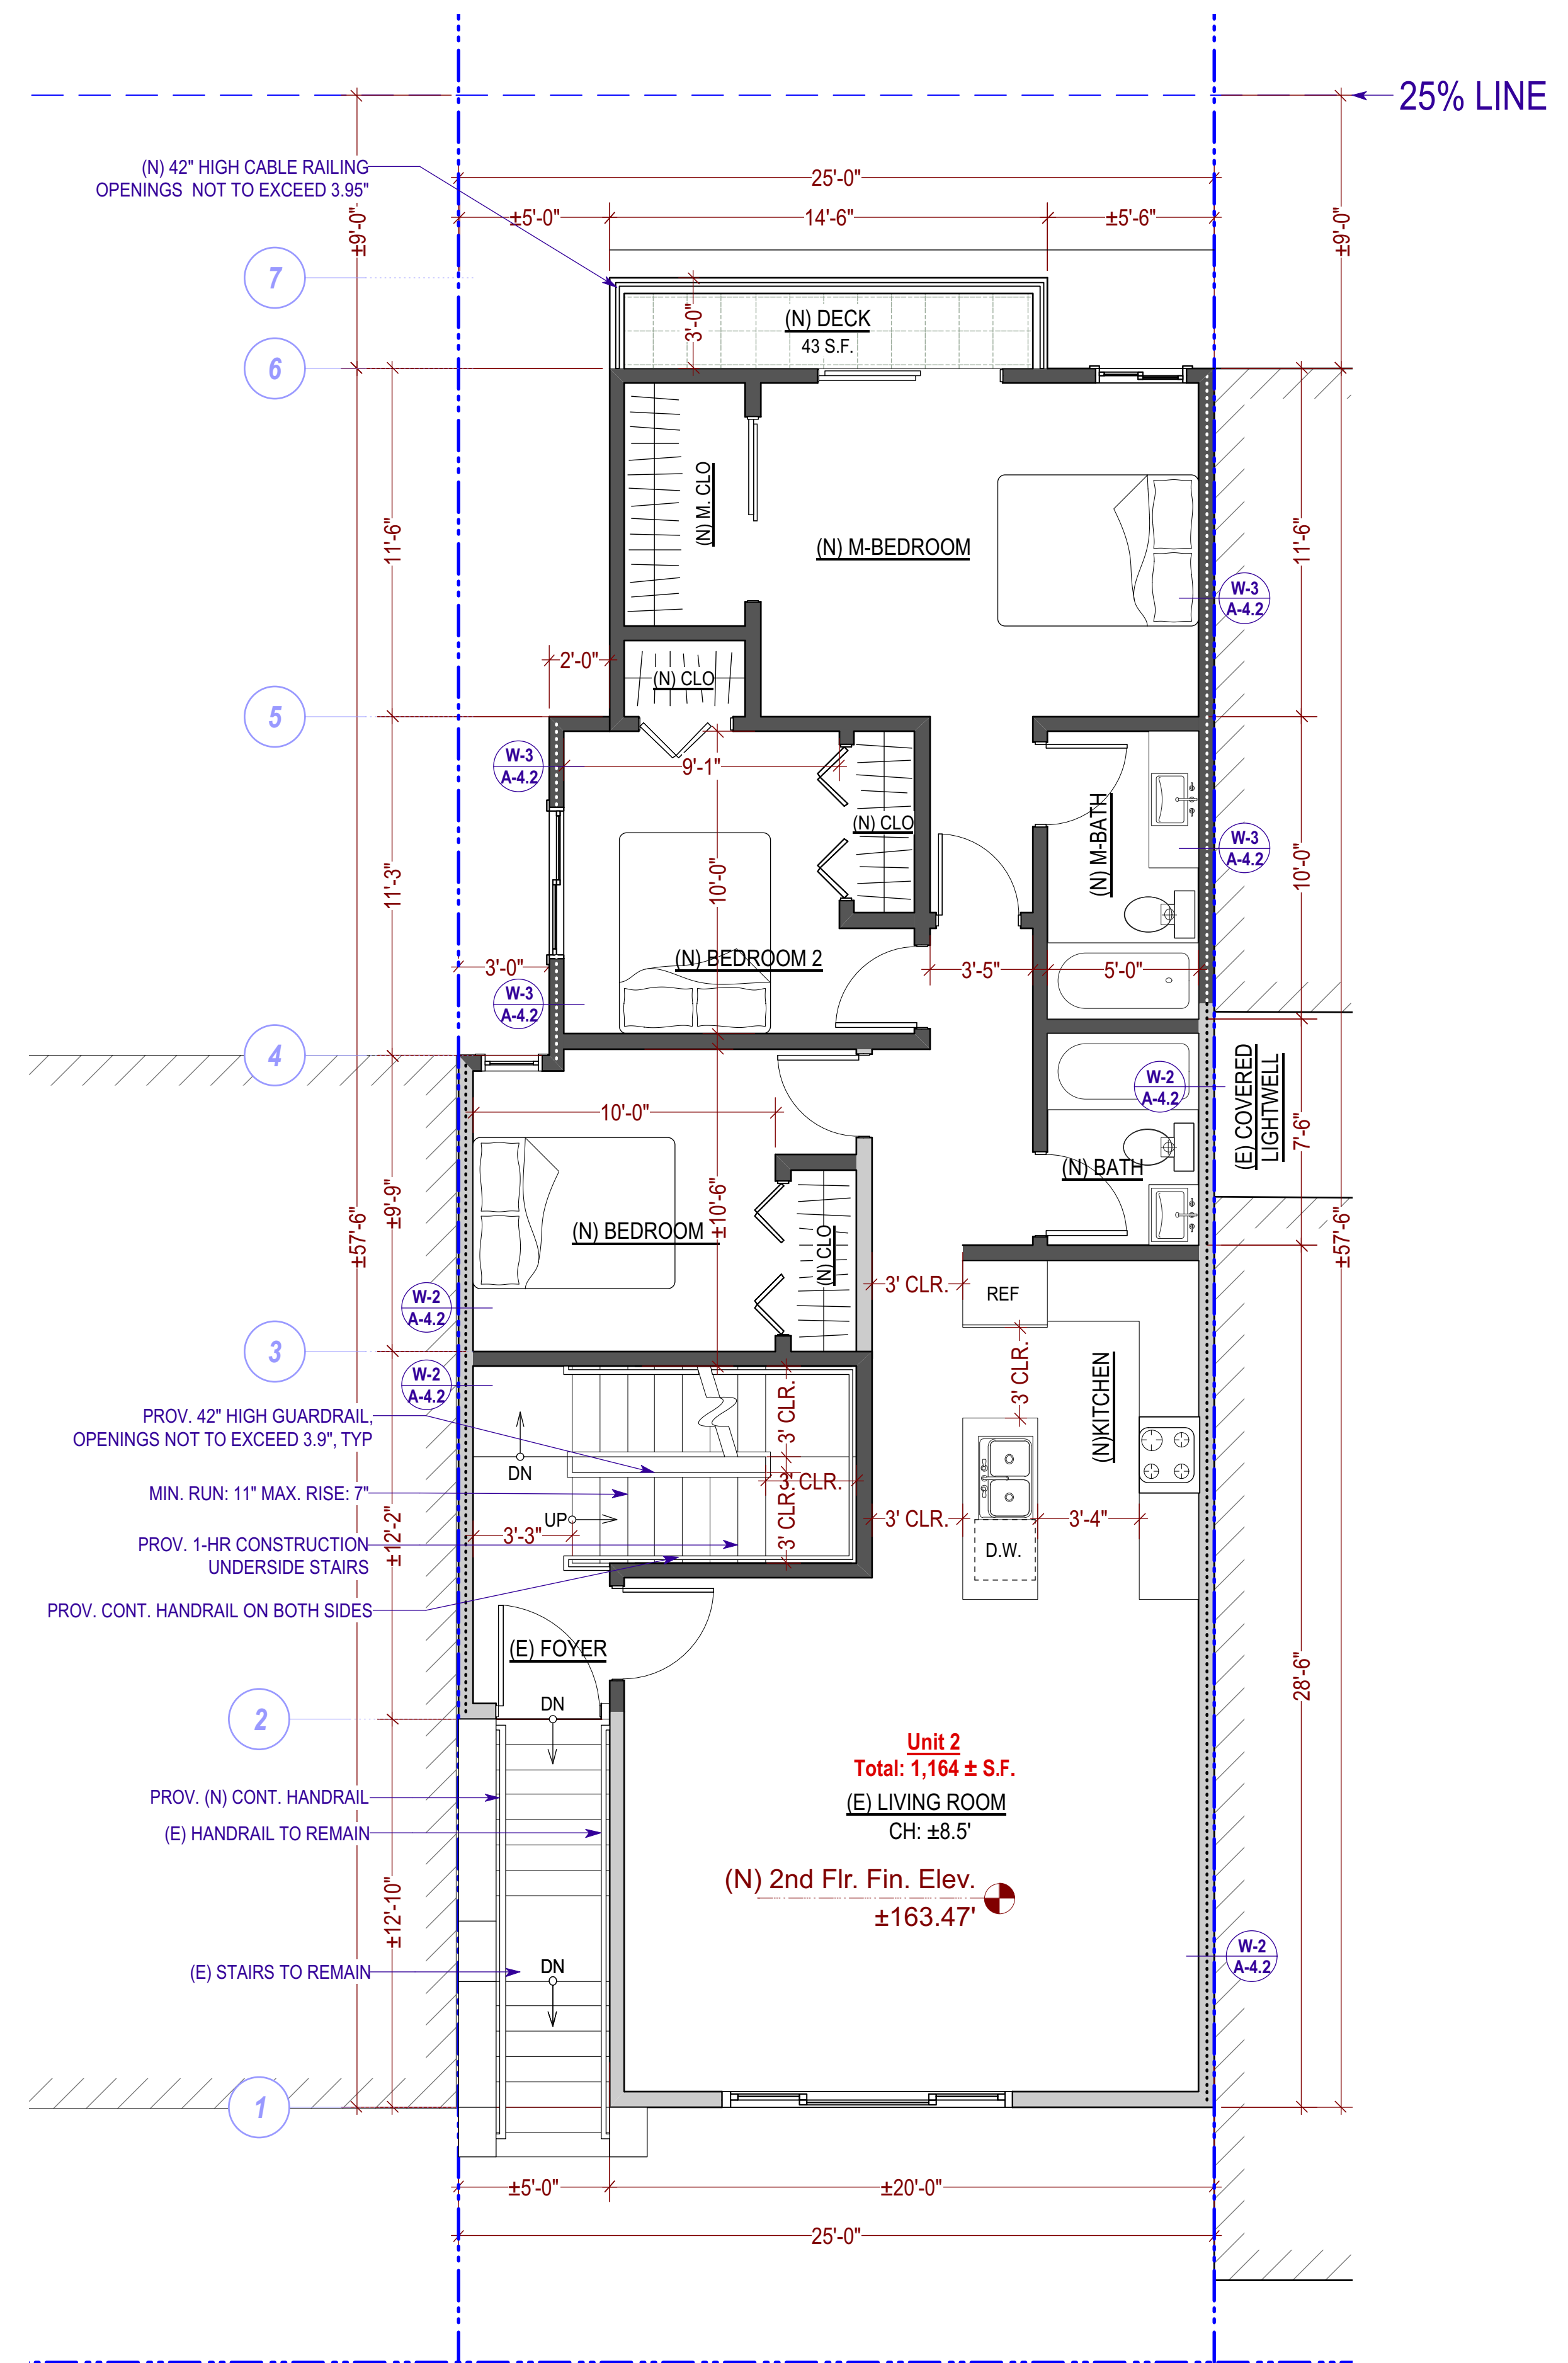 25% LINE
(N) 42" HIGH CABLE RAILING
OPENINGS NOT TO EXCEED 3.95"
25'-0"
±5'-0"
14'-6"
±5'-6"
±9'-0"
±9'-0"
7
3'-0"
(N) DECK
43 S.F.
6
(N) M. CLO
11'-6"
(N) M-BEDROOM
11'-6"
W-3
A-4.2
2'-0"
(N) CLO
5
W-3
A-4.2
9'-1"
(N) CLO
(N) M-BATH
W-3
A-4.2
11'-3"
10'-0"
10'-0"
(N) BEDROOM 2
3'-0"
3'-5"
5'-0"
W-3
A-4.2
4
W-2
A-4.2
(E) COVERED
LIGHTWELL
10'-0"
7'-6"
(N) BATH
±9'-9"
±10'-6"
±57'-6"
(N) BEDROOM
(N) CLO
±57'-6"
3' CLR.
REF
W-2
A-4.2
3
3' CLR.
W-2
A-4.2
3' CLR.
(N)KITCHEN
PROV. 42" HIGH GUARDRAIL,
OPENINGS NOT TO EXCEED 3.9", TYP
DN
3' CLR.
MIN. RUN: 11" MAX. RISE: 7"
UP
3' CLR.
3' CLR.
3'-4"
3'-3"
±12'-2"
PROV. 1-HR CONSTRUCTION
UNDERSIDE STAIRS
D.W.
PROV. CONT. HANDRAIL ON BOTH SIDES
(E) FOYER
28'-6"
DN
2
Unit 2
Total: 1,164 ± S.F.
(E) LIVING ROOM
CH: ±8.5'
PROV. (N) CONT. HANDRAIL
(E) HANDRAIL TO REMAIN
(N) 2nd Flr. Fin. Elev.
±163.47'
±12'-10"
W-2
A-4.2
(E) STAIRS TO REMAIN
DN
1
±5'-0"
±20'-0"
25'-0"